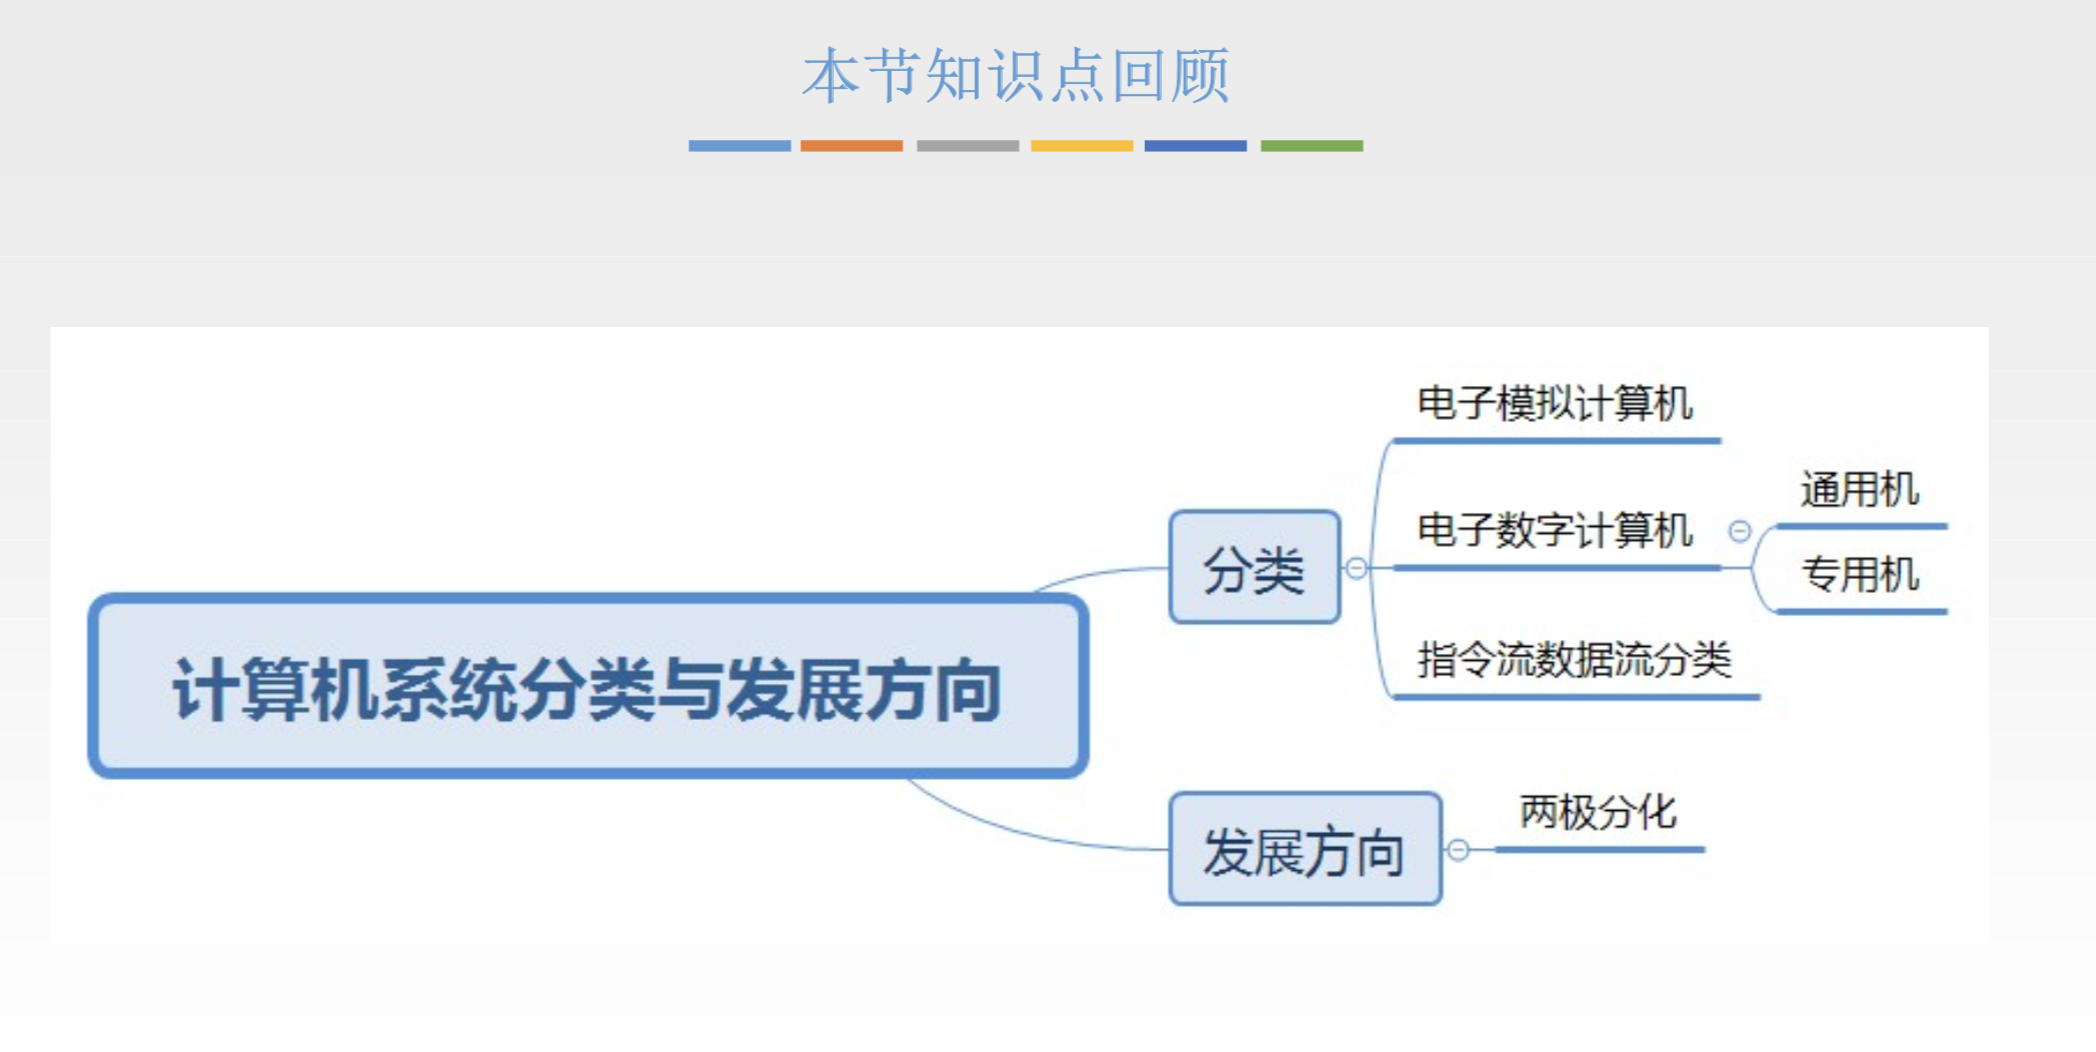 本节知识点回顾
计算机系统分类与发展方向
分类
电子模拟计算机
电子数字计算机
通用机
专用机
指令流数据流分类
发展方向
两极分化